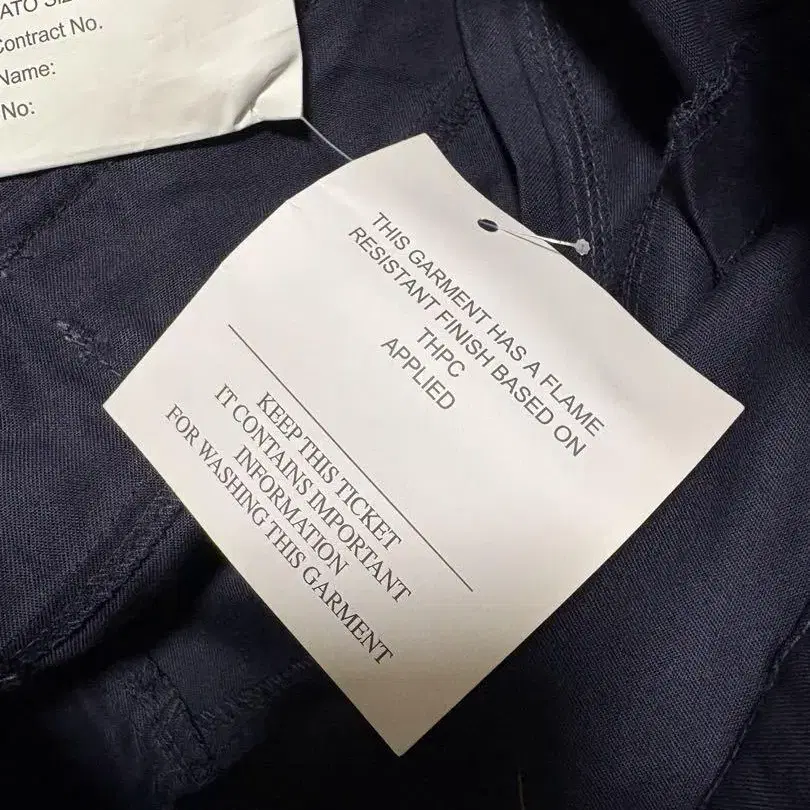 ATO SIZ
Contract No.
Name:
No:
THIS GARMENT HAS A FLAME
RESISTANT FINISH BASED ON
THPC
APPLIED
KEEP THIS TICKET
IT CONTAINS IMPORTANT
INFORMATION
FOR WASHING THIS GARMENT